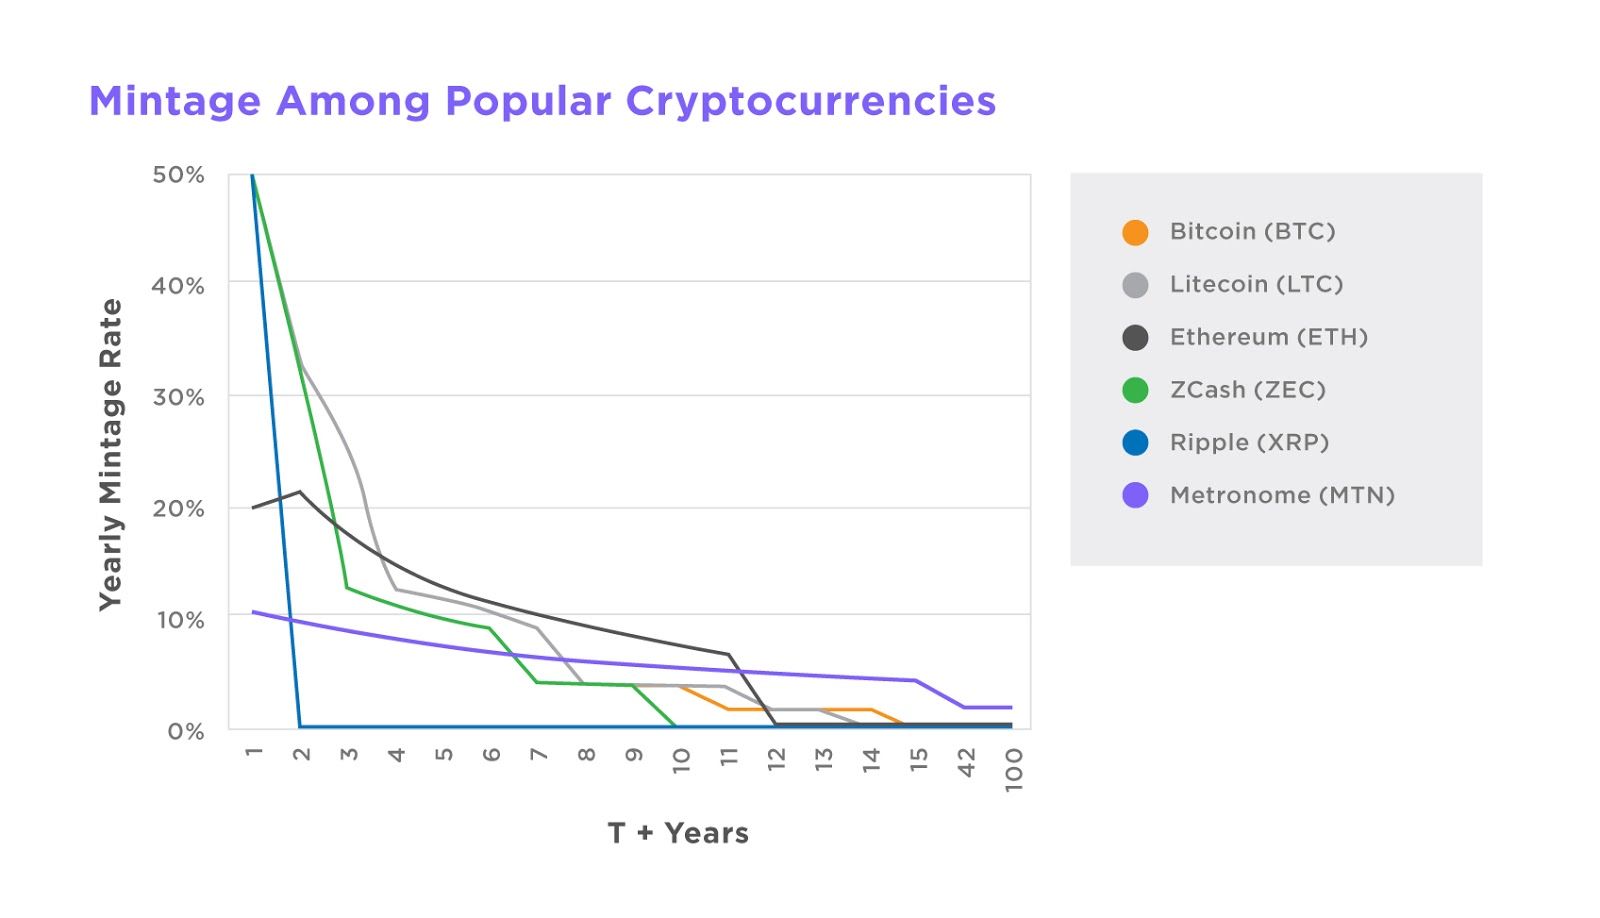 Mintage Among Popular Cryptocurrencies
50%
40%
30%
20%
10%
0%
Yearly Mintage Rate
1 2 3 4 5 6 7 8 9 10 11 12 13 14 15 42 100
T + Years
Bitcoin (BTC)
Litecoin (LTC)
Ethereum (ETH)
ZCash (ZEC)
Ripple (XRP)
Metronome (MTN)